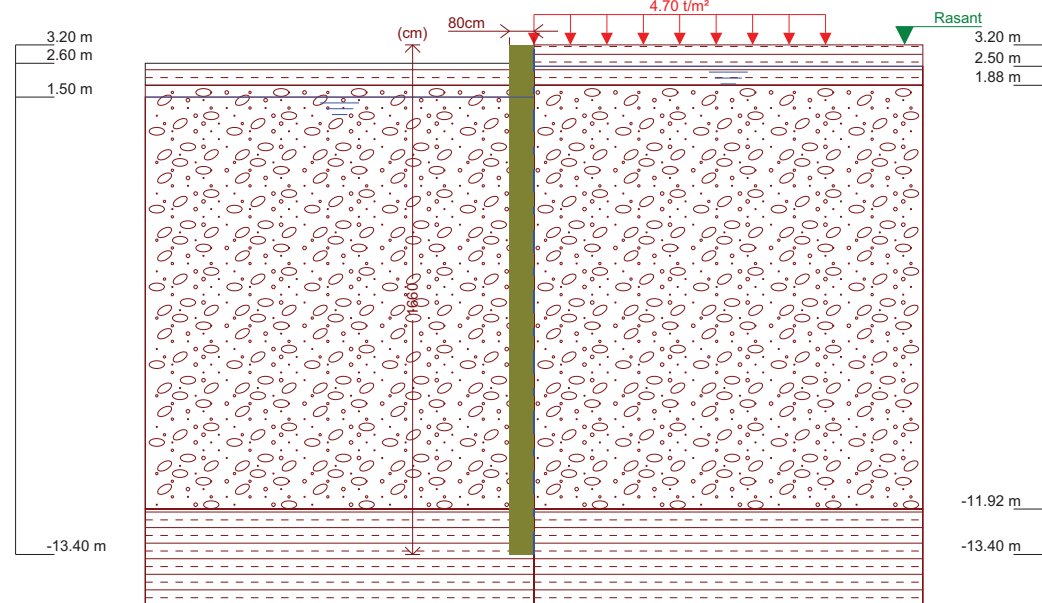 4.70 t/m²
80cm
Rasant
(cm)
3.20 m
2.60 m
1.50 m
3.20 m
2.50 m
1.88 m
1660
-11.92 m
-13.40 m
-13.40 m